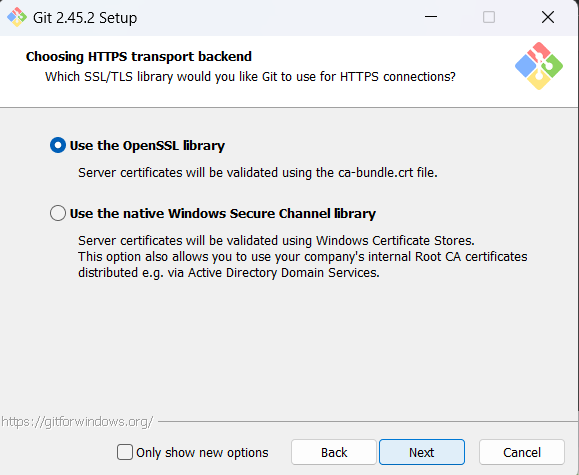 Git 2.45.2 Setup
Choosing HTTPS transport backend
Which SSL/TLS library would you like Git to use for HTTPS connections?
Use the OpenSSL library
Server certificates will be validated using the ca-bundle.crt file.
Use the native Windows Secure Channel library
Server certificates will be validated using Windows Certificate Stores.
This option also allows you to use your company's internal Root CA certificates
distributed e.g. via Active Directory Domain Services.
https://gitforwindows.org/
Only show new options
Back
Next
Cancel